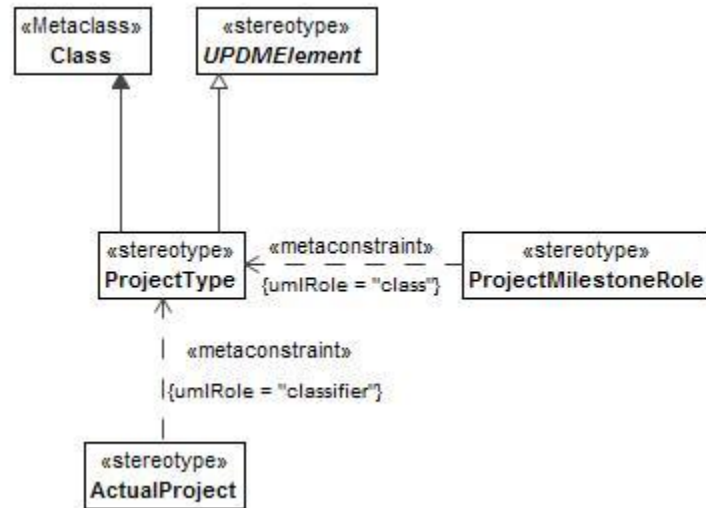 «Metaclass»
Class
«stereotype»
UPDMElement
«stereotype»
ProjectType
«metaconstraint»
{umlRole = "class"}
«stereotype»
ProjectMilestoneRole
«metaconstraint»
{umlRole = "classifier"}
«stereotype»
ActualProject